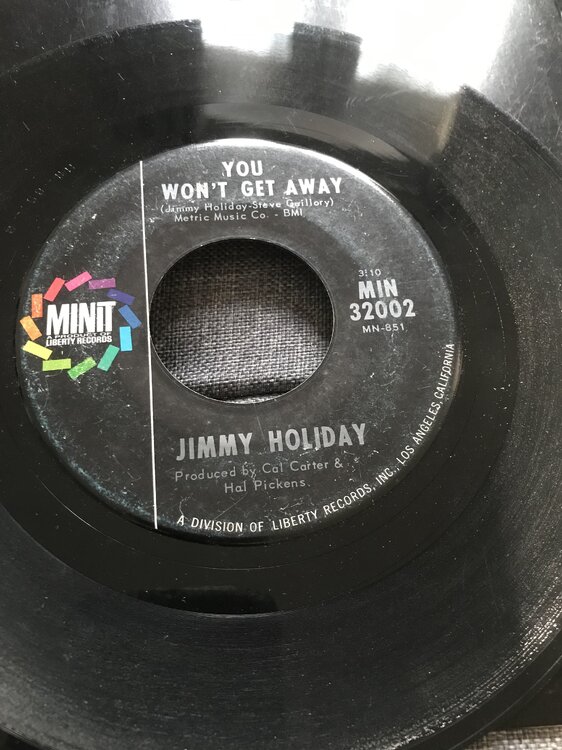 YOU
WON'T GET AWAY
(Jimmy Holiday-Steve Guillory)
Metric Music Co. - BMI
3:10
MIN
32002
MN-851
MINIT
A PRODUCT OF
LIBERTY RECORDS
JIMMY HOLIDAY
Produced by Cal Carter &
Hal Pickens
A DIVISION OF LIBERTY RECORDS, INC., LOS ANGELES, CALIFORNIA